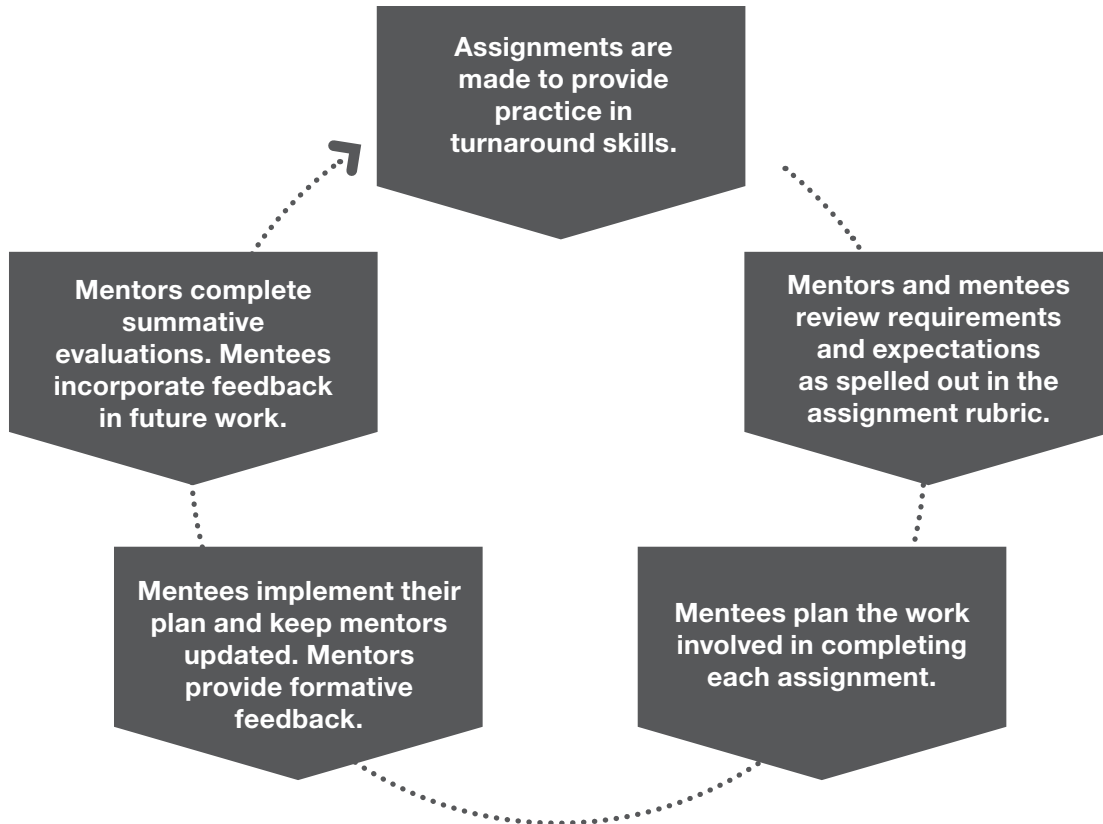 Assignments are
made to provide
practice in
turnaround skills.
Mentors and mentees
review requirements
and expectations
as spelled out in the
assignment rubric.
Mentees plan the work
involved in completing
each assignment.
Mentees implement their
plan and keep mentors
updated. Mentors
provide formative
feedback.
Mentors complete
summative
evaluations. Mentees
incorporate feedback
in future work.